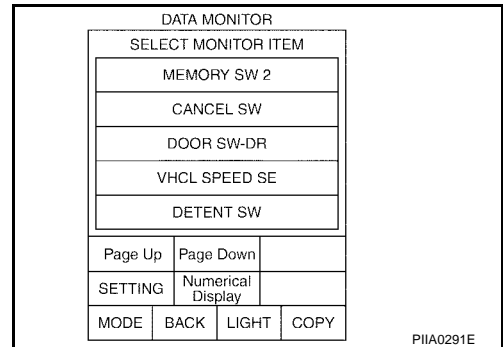 DATA MONITOR
SELECT MONITOR ITEM
MEMORY SW 2
CANCEL SW
DOOR SW-DR
VHCL SPEED SE
DETENT SW
Page Up Page Down
SETTING Numerical Display
MODE BACK LIGHT COPY
PIIA0291E